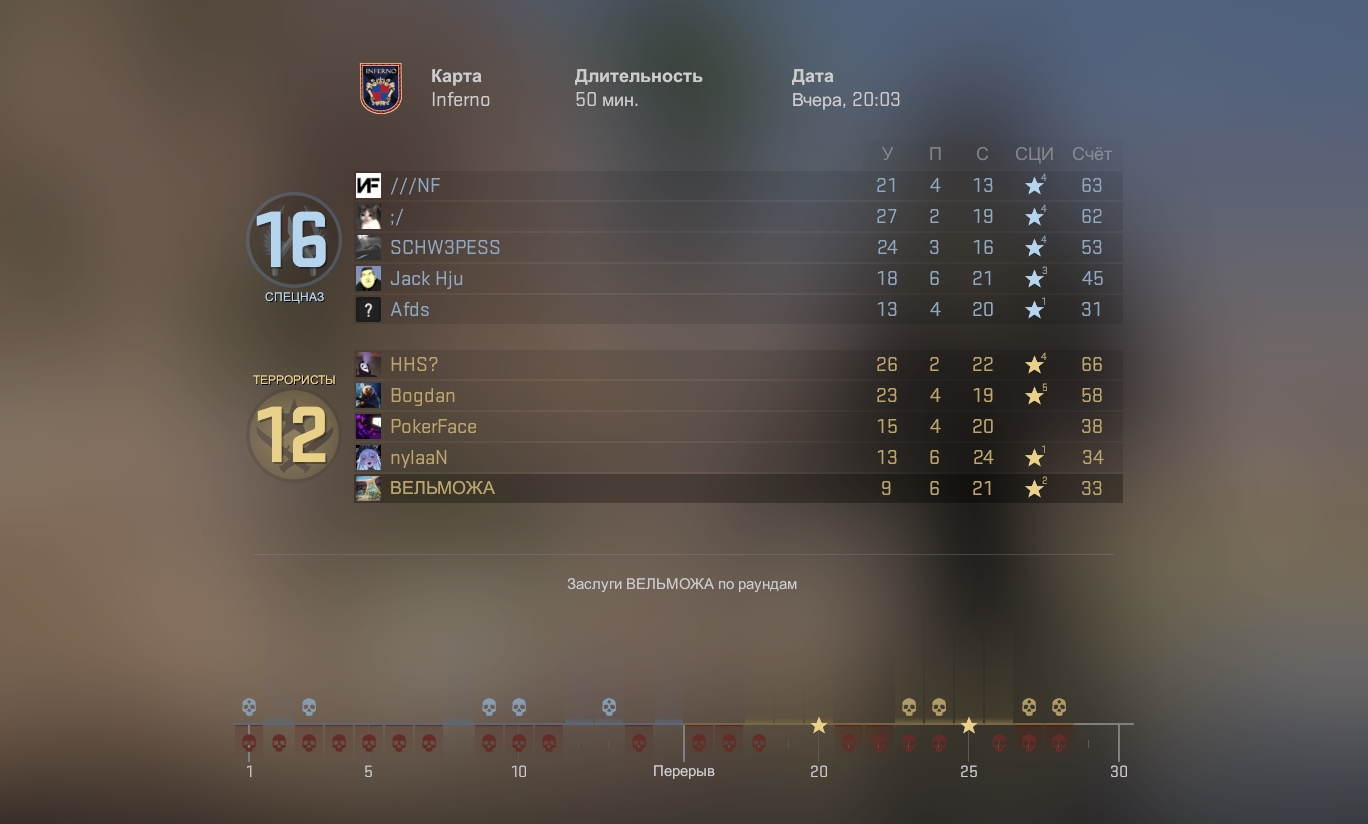 Карта Длительность Дата
INFERNO
Inferno 50 мин. Вчера, 20:03
У П С СЦИ Счёт
ИF ///NF 21 4 13 4 63
;/ 27 2 19 4 62
16
SCHW3PESS 24 3 16 4 53
Jack Hju 18 6 21 3 45
СПЕЦНАЗ
? Afds 13 4 20 1 31
HHS? 26 2 22 4 66
ТЕРРОРИСТЫ
Bogdan 23 4 19 5 58
12
PokerFace 15 4 20 38
nylaaN 13 6 24 1 34
ВЕЛЬМОЖА 9 6 21 2 33
Заслуги ВЕЛЬМОЖА по раундам
1 5 10 Перерыв 20 25 30